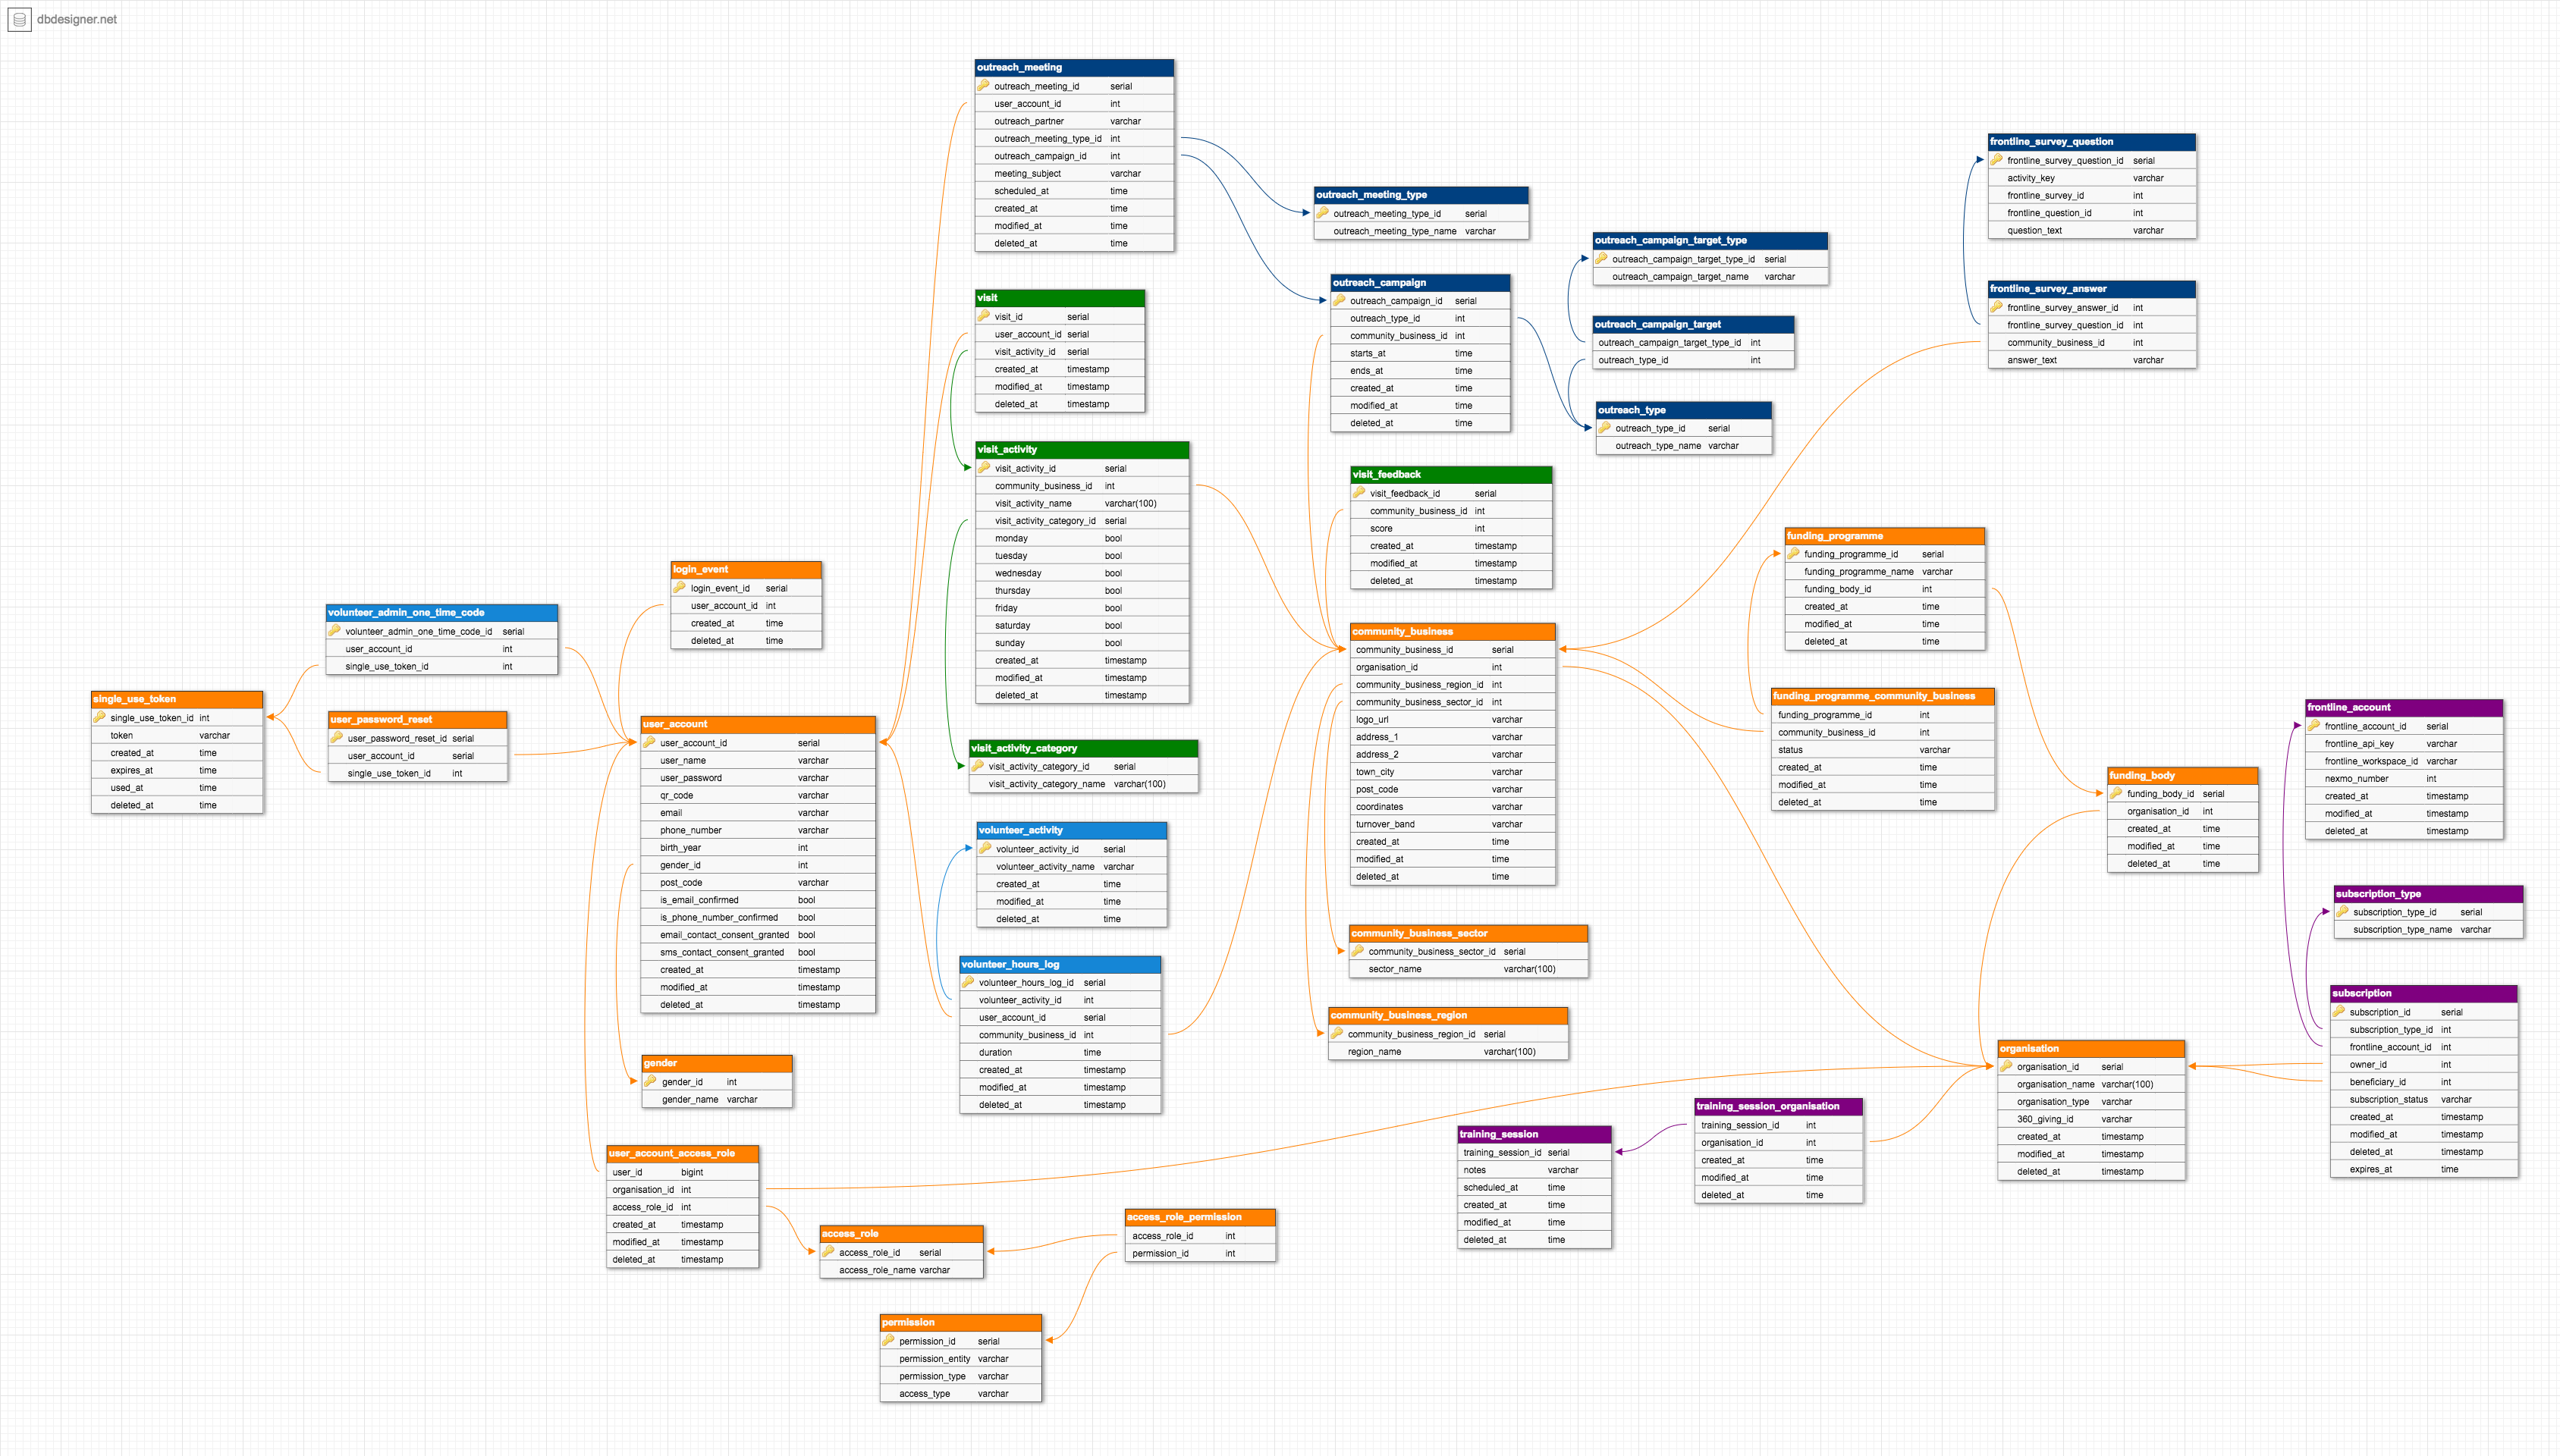 dbdesigner.net
outreach_meeting
outreach_meeting_id serial
user_account_id int
outreach_partner varchar
outreach_meeting_type_id int
outreach_campaign_id int
meeting_subject varchar
scheduled_at time
created_at time
modified_at time
deleted_at time
frontline_survey_question
frontline_survey_question_id serial
activity_key varchar
frontline_survey_id int
frontline_question_id int
question_text varchar
outreach_meeting_type
outreach_meeting_type_id serial
outreach_meeting_type_name varchar
outreach_campaign_target_type
outreach_campaign_target_type_id serial
outreach_campaign_target_name varchar
outreach_campaign
outreach_campaign_id serial
outreach_type_id int
community_business_id int
starts_at time
ends_at time
created_at time
modified_at time
deleted_at time
frontline_survey_answer
frontline_survey_answer_id int
frontline_survey_question_id int
community_business_id int
answer_text varchar
visit
visit_id serial
user_account_id serial
visit_activity_id serial
created_at timestamp
modified_at timestamp
deleted_at timestamp
outreach_campaign_target
outreach_campaign_target_type_id int
outreach_type_id int
outreach_type
outreach_type_id serial
outreach_type_name varchar
visit_activity
visit_activity_id serial
community_business_id int
visit_activity_name varchar(100)
visit_activity_category_id serial
monday bool
tuesday bool
wednesday bool
thursday bool
friday bool
saturday bool
sunday bool
created_at timestamp
modified_at timestamp
deleted_at timestamp
visit_feedback
visit_feedback_id serial
community_business_id int
score int
created_at timestamp
modified_at timestamp
deleted_at timestamp
funding_programme
funding_programme_id serial
funding_programme_name varchar
funding_body_id int
created_at time
modified_at time
deleted_at time
login_event
login_event_id serial
user_account_id int
created_at time
deleted_at time
volunteer_admin_one_time_code
volunteer_admin_one_time_code_id serial
user_account_id int
single_use_token_id int
community_business
community_business_id serial
organisation_id int
community_business_region_id int
community_business_sector_id int
logo_url varchar
address_1 varchar
address_2 varchar
town_city varchar
post_code varchar
coordinates varchar
turnover_band varchar
created_at time
modified_at time
deleted_at time
single_use_token
single_use_token_id int
token varchar
created_at time
expires_at time
used_at time
deleted_at time
user_password_reset
user_password_reset_id serial
user_account_id serial
single_use_token_id int
user_account
user_account_id serial
user_name varchar
user_password varchar
qr_code varchar
email varchar
phone_number varchar
birth_year int
gender_id int
post_code varchar
is_email_confirmed bool
is_phone_number_confirmed bool
email_contact_consent_granted bool
sms_contact_consent_granted bool
created_at timestamp
modified_at timestamp
deleted_at timestamp
funding_programme_community_business
funding_programme_id int
community_business_id int
status varchar
created_at time
modified_at time
deleted_at time
frontline_account
frontline_account_id serial
frontline_api_key varchar
frontline_workspace_id varchar
nexmo_number int
created_at timestamp
modified_at timestamp
deleted_at timestamp
visit_activity_category
visit_activity_category_id serial
visit_activity_category_name varchar(100)
funding_body
funding_body_id serial
organisation_id int
created_at time
modified_at time
deleted_at time
volunteer_activity
volunteer_activity_id serial
volunteer_activity_name varchar
created_at time
modified_at time
deleted_at time
subscription_type
subscription_type_id serial
subscription_type_name varchar
community_business_sector
community_business_sector_id serial
sector_name varchar(100)
volunteer_hours_log
volunteer_hours_log_id serial
volunteer_activity_id int
user_account_id serial
community_business_id int
duration time
created_at timestamp
modified_at timestamp
deleted_at timestamp
subscription
subscription_id serial
subscription_type_id int
frontline_account_id int
owner_id int
beneficiary_id int
subscription_status varchar
created_at timestamp
modified_at timestamp
deleted_at timestamp
expires_at time
community_business_region
community_business_region_id serial
region_name varchar(100)
organisation
organisation_id serial
organisation_name varchar(100)
organisation_type varchar
360_giving_id varchar
created_at timestamp
modified_at timestamp
deleted_at timestamp
gender
gender_id int
gender_name varchar
training_session_organisation
training_session_id int
organisation_id int
created_at time
modified_at time
deleted_at time
training_session
training_session_id serial
notes varchar
scheduled_at time
created_at time
modified_at time
deleted_at time
user_account_access_role
user_id bigint
organisation_id int
access_role_id int
created_at timestamp
modified_at timestamp
deleted_at timestamp
access_role
access_role_id serial
access_role_name varchar
access_role_permission
access_role_id int
permission_id int
permission
permission_id serial
permission_entity varchar
permission_type varchar
access_type varchar